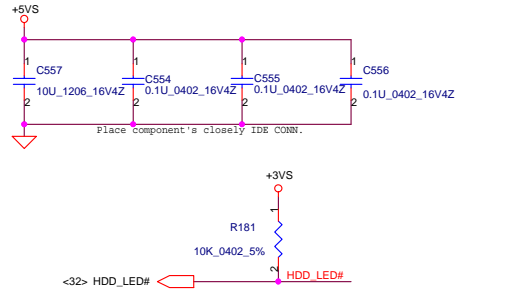 +5VS
1 1 1 1
C557 C554 C555 C556
10U_1206_16V4Z 0.1U_0402_16V4Z 0.1U_0402_16V4Z 0.1U_0402_16V4Z
2 2 2 2
Place component's closely IDE CONN.
+3VS
1
R181
10K_0402_5%
2
<32> HDD_LED# HDD_LED#